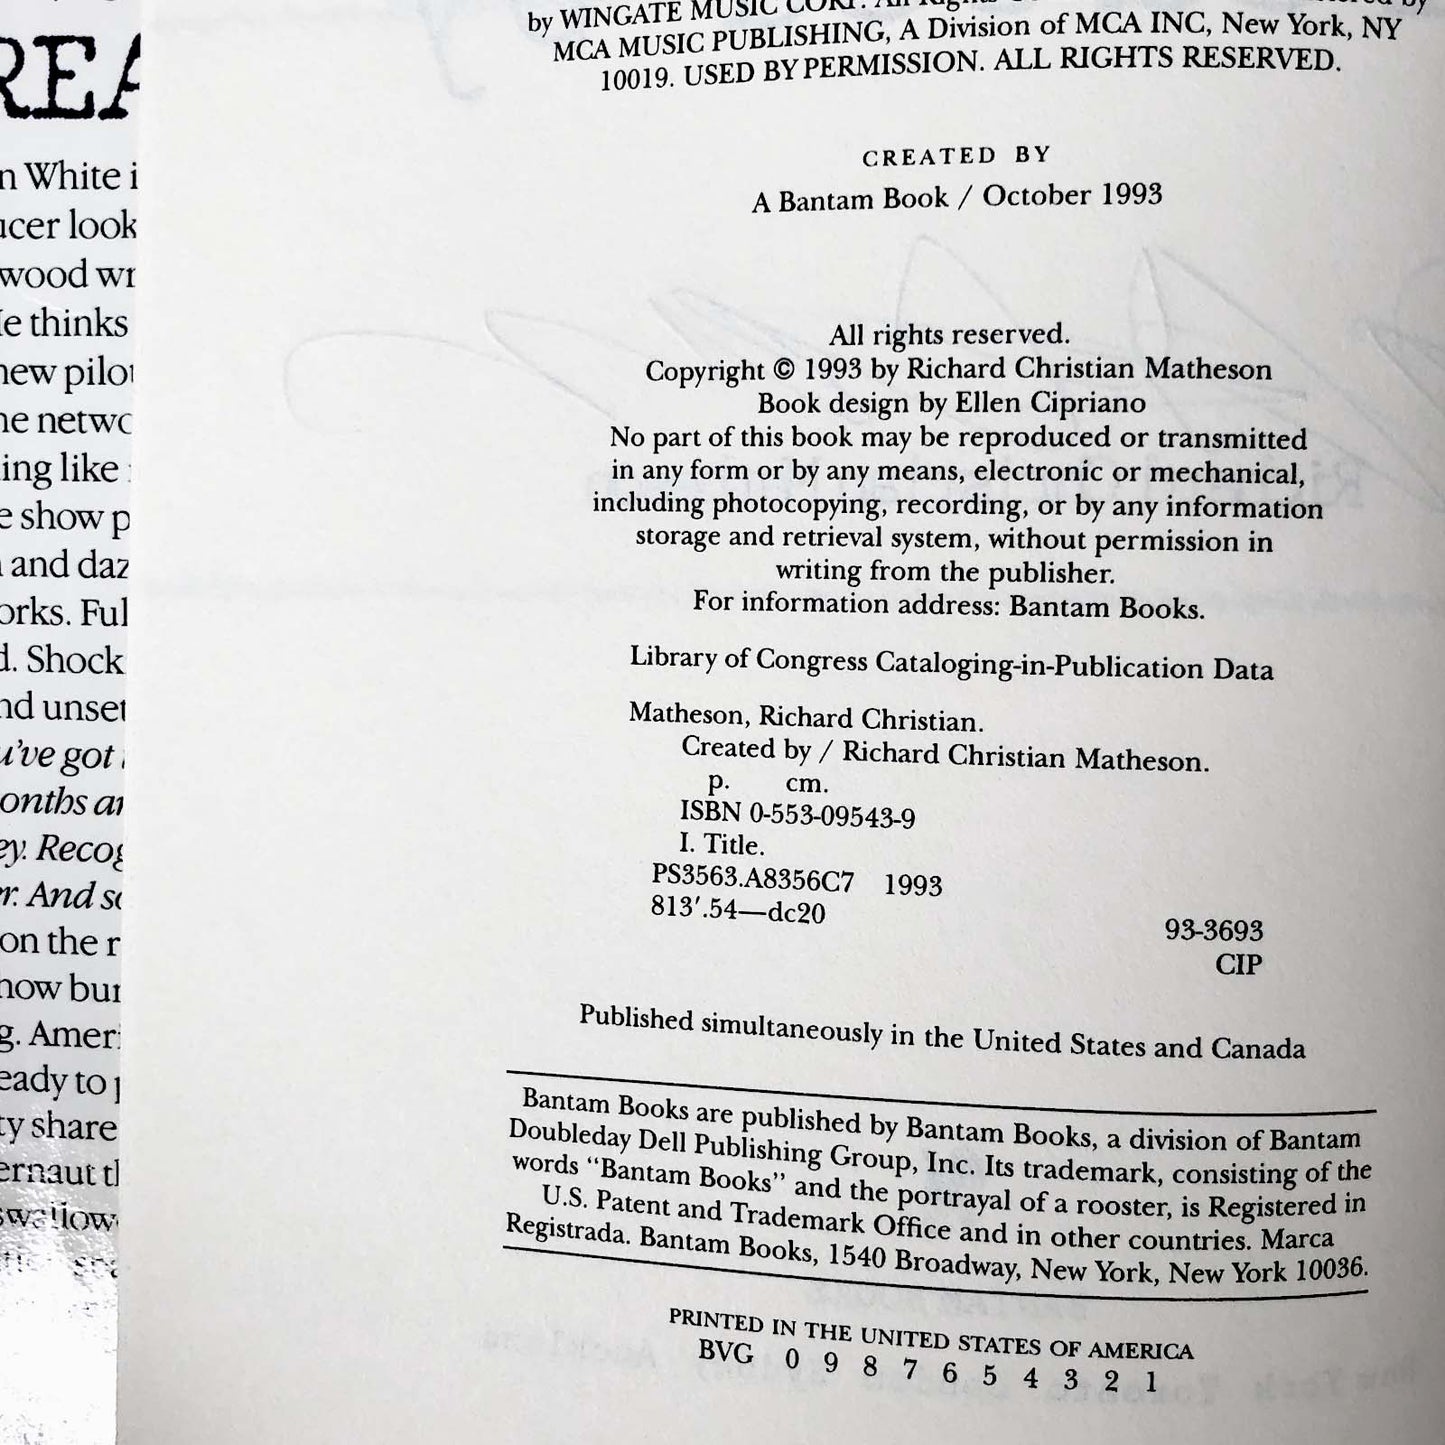 by WINGATE MUSIC CORP. All
MCA MUSIC PUBLISHING, A Division of MCA INC, New York, NY
10019. USED BY PERMISSION. ALL RIGHTS RESERVED.
CREATED BY
A Bantam Book / October 1993
All rights reserved.
Copyright © 1993 by Richard Christian Matheson
Book design by Ellen Cipriano
No part of this book may be reproduced or transmitted
in any form or by any means, electronic or mechanical,
including photocopying, recording, or by any information
storage and retrieval system, without permission in
writing from the publisher.
For information address: Bantam Books.
Library of Congress Cataloging-in-Publication Data
Matheson, Richard Christian.
Created by / Richard Christian Matheson.
p. cm.
ISBN 0-553-09543-9
I. Title.
PS3563.A8356C7 1993
813'.54—dc20
93-3693
CIP
Published simultaneously in the United States and Canada
Bantam Books are published by Bantam Books, a division of Bantam
Doubleday Dell Publishing Group, Inc. Its trademark, consisting of the
words “Bantam Books” and the portrayal of a rooster, is Registered in
U.S. Patent and Trademark Office and in other countries. Marca
Registrada. Bantam Books, 1540 Broadway, New York, New York 10036.
PRINTED IN THE UNITED STATES OF AMERICA
BVG 0 9 8 7 6 5 4 3 2 1
REA
n White i
ucer look
wood wr
He thinks
new pilot
he netwo
ing like
e show p
and daz
orks. Ful
d. Shock
nd unset
u've got
onths an
ey. Recog
r. And so
on the r
how bur
g. Ameri
eady to p
ty share
ernaut th
swallow